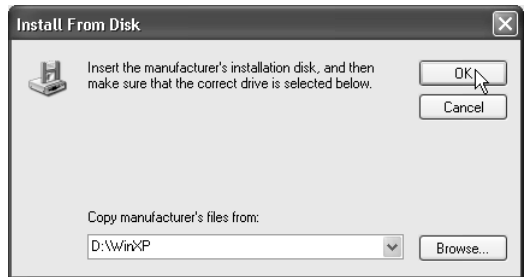 Install From Disk
Insert the manufacturer's installation disk, and then
make sure that the correct drive is selected below.
OK
Cancel
Copy manufacturer's files from:
D:\WinXP
Browse...